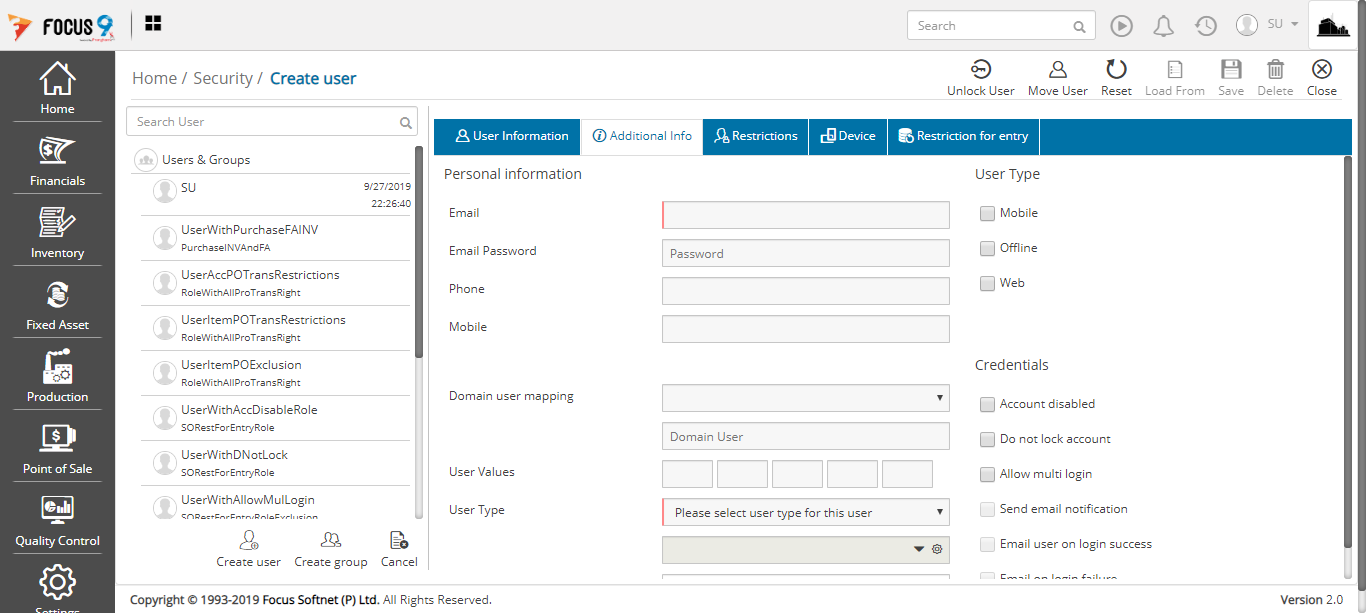 FOCUS 9
Search
SU
Home
Financials
Inventory
Fixed Asset
Production
Point of Sale
Quality Control
Settings
Home / Security / Create user
Unlock User
Move User
Reset
Load From
Save
Delete
Close
Search User
Users & Groups
SU
9/27/2019
22:26:40
UserWithPurchaseFAINV
PurchaseINVAndFA
UserAccPOTransRestrictions
RoleWithAllProTransRight
UserItemPOTransRestrictions
RoleWithAllProTransRight
UserItemPOExclusion
RoleWithAllProTransRight
UserWithAccDisableRole
SORestForEntryRole
UserWithDNotLock
SORestForEntryRole
UserWithAllowMulLogin
SORestForEntryRoleExclusion
Create user
Create group
Cancel
User Information
Additional Info
Restrictions
Device
Restriction for entry
Personal information
Email
Email Password
Password
Phone
Mobile
Domain user mapping
Domain User
User Values
User Type
Please select user type for this user
User Type
Mobile
Offline
Web
Credentials
Account disabled
Do not lock account
Allow multi login
Send email notification
Email user on login success
Email on login failure
Copyright © 1993-2019 Focus Softnet (P) Ltd. All Rights Reserved.
Version 2.0